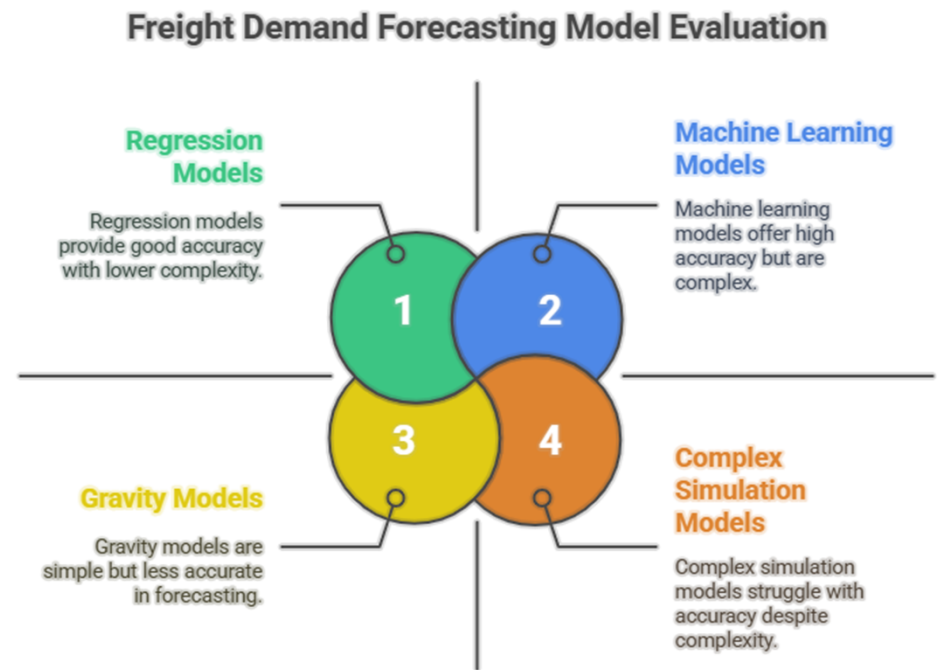 Freight Demand Forecasting Model Evaluation
Regression
Models
Regression models
provide good accuracy
with lower complexity.
Machine Learning
Models
Machine learning
models offer high
accuracy but are
complex.
1
2
3
4
Gravity Models
Gravity models are
simple but less accurate
in forecasting.
Complex
Simulation
Models
Complex simulation
models struggle with
accuracy despite
complexity.